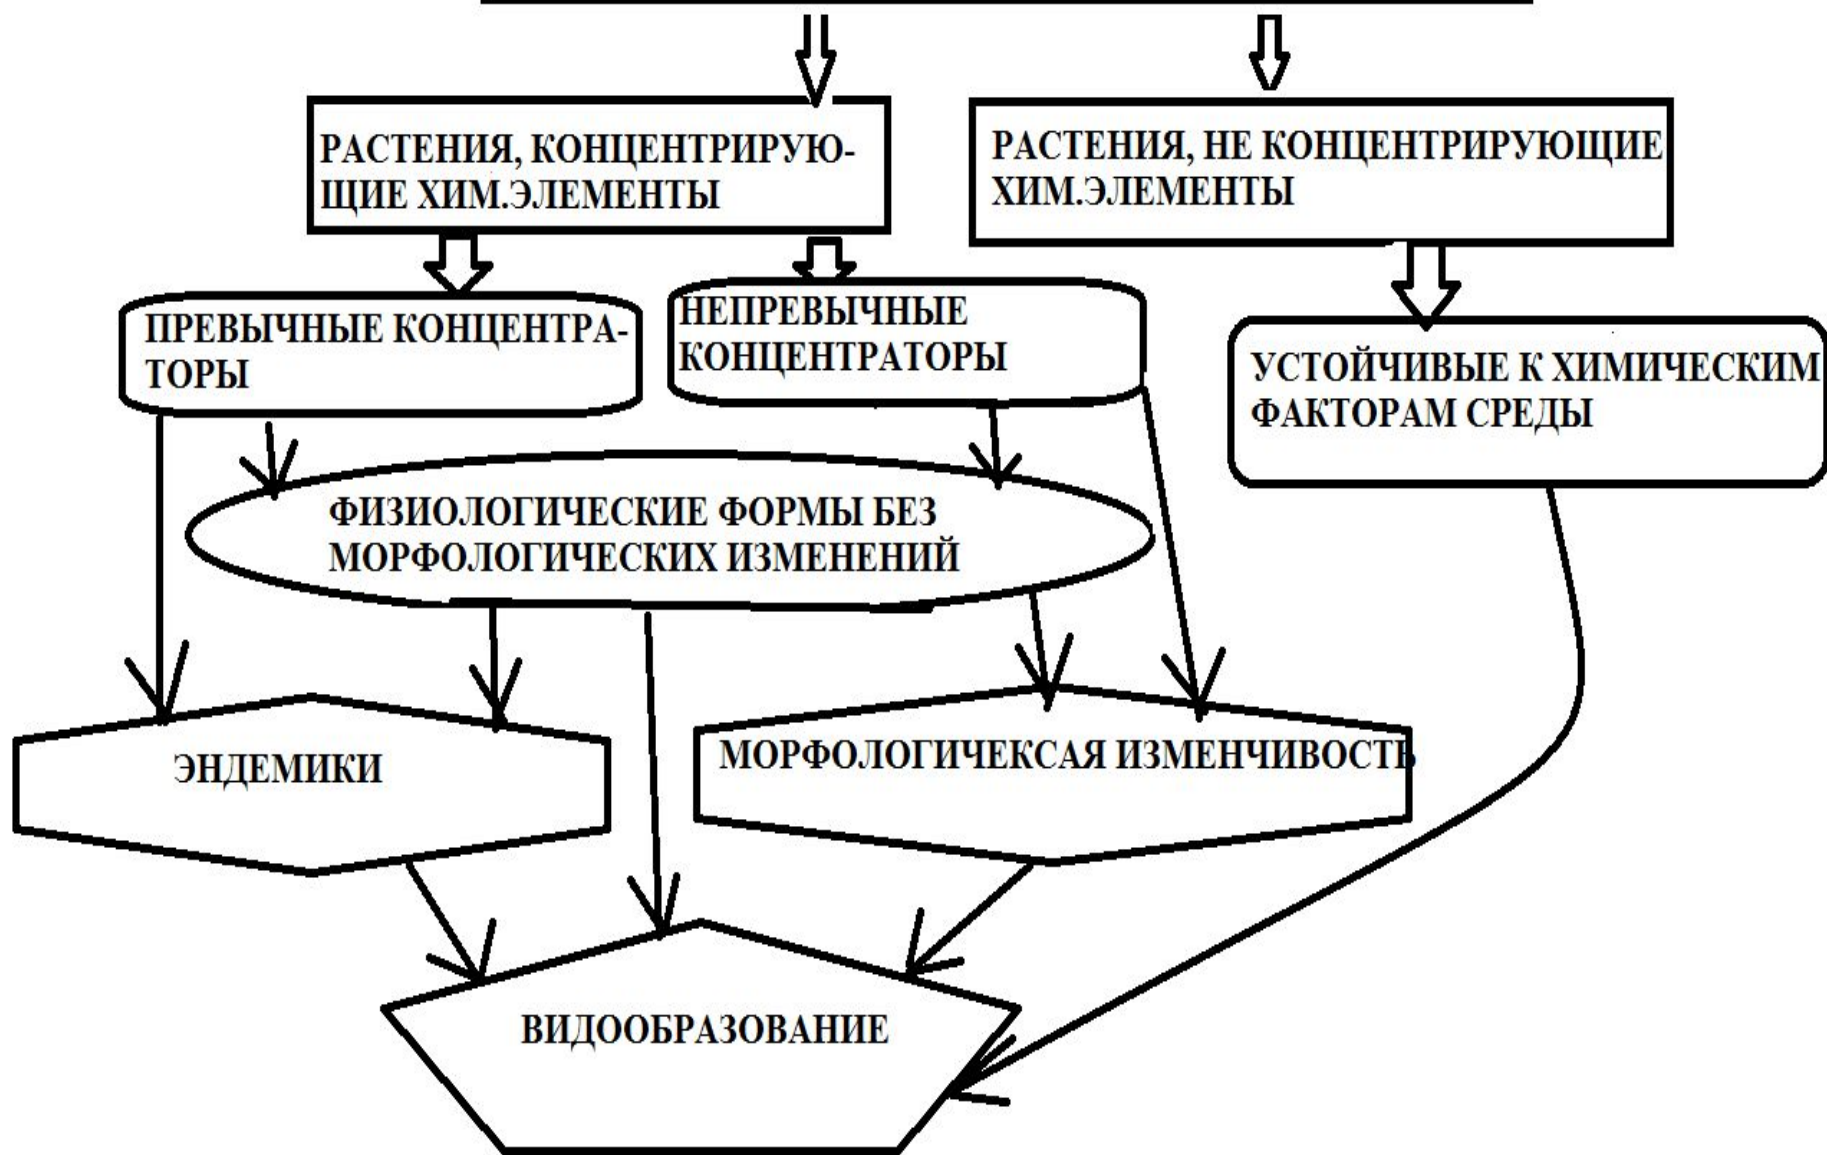 РАСТЕНИЯ, КОНЦЕНТРИРУЮ-
ЩИЕ ХИМ.ЭЛЕМЕНТЫ
РАСТЕНИЯ, НЕ КОНЦЕНТРИРУЮЩИЕ
ХИМ.ЭЛЕМЕНТЫ
ПРЕВЫЧНЫЕ КОНЦЕНТРА-
ТОРЫ
НЕПРЕВЫЧНЫЕ
КОНЦЕНТРАТОРЫ
УСТОЙЧИВЫЕ К ХИМИЧЕСКИМ
ФАКТОРАМ СРЕДЫ
ФИЗИОЛОГИЧЕСКИЕ ФОРМЫ БЕЗ
МОРФОЛОГИЧЕСКИХ ИЗМЕНЕНИЙ
ЭНДЕМИКИ
МОРФОЛОГИЧЕКСАЯ ИЗМЕНЧИВОСТЬ
ВИДООБРАЗОВАНИЕ